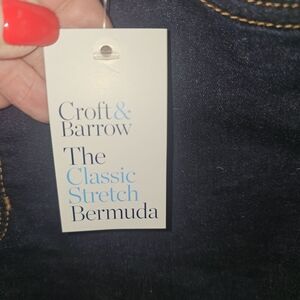 Croft&
Barrow
The
Classic
Stretch
Bermuda